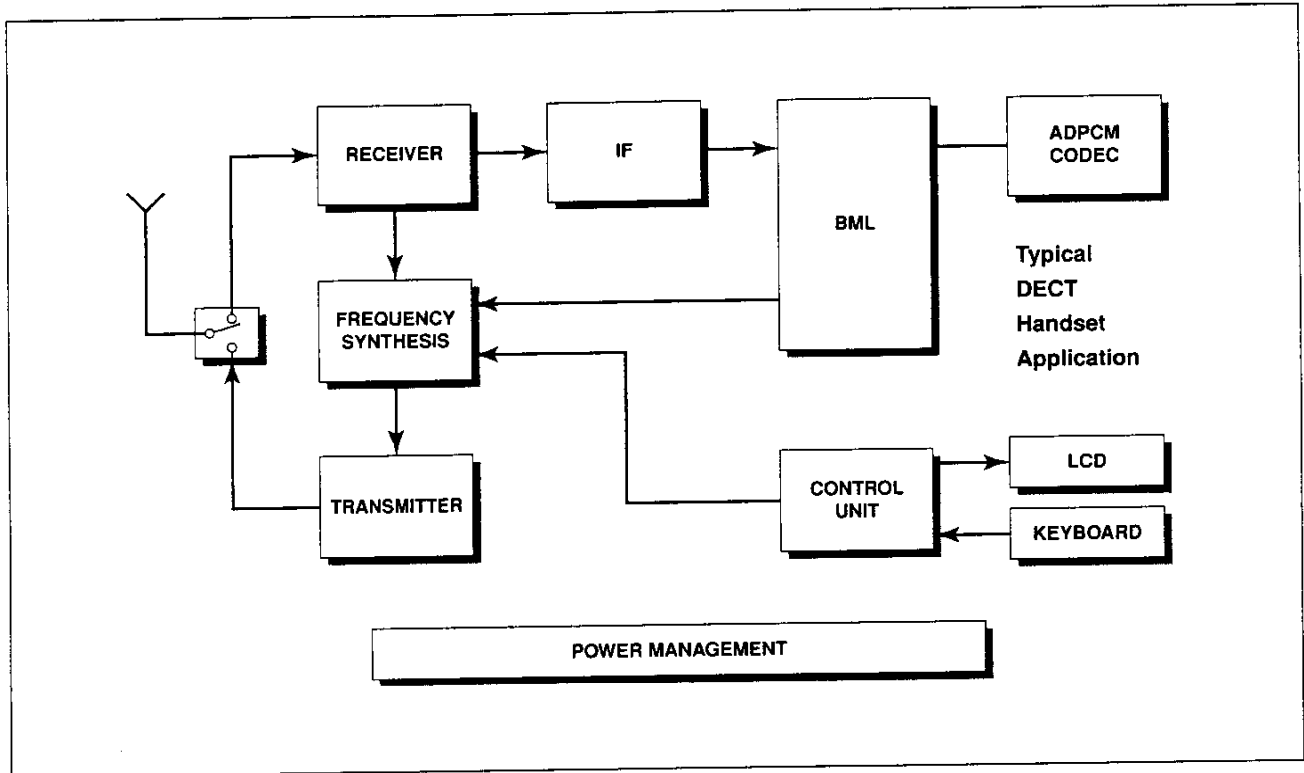 RECEIVER
IF
BML
ADPCM
CODEC
Typical
DECT
Handset
Application
FREQUENCY
SYNTHESIS
TRANSMITTER
CONTROL
UNIT
LCD
KEYBOARD
POWER MANAGEMENT